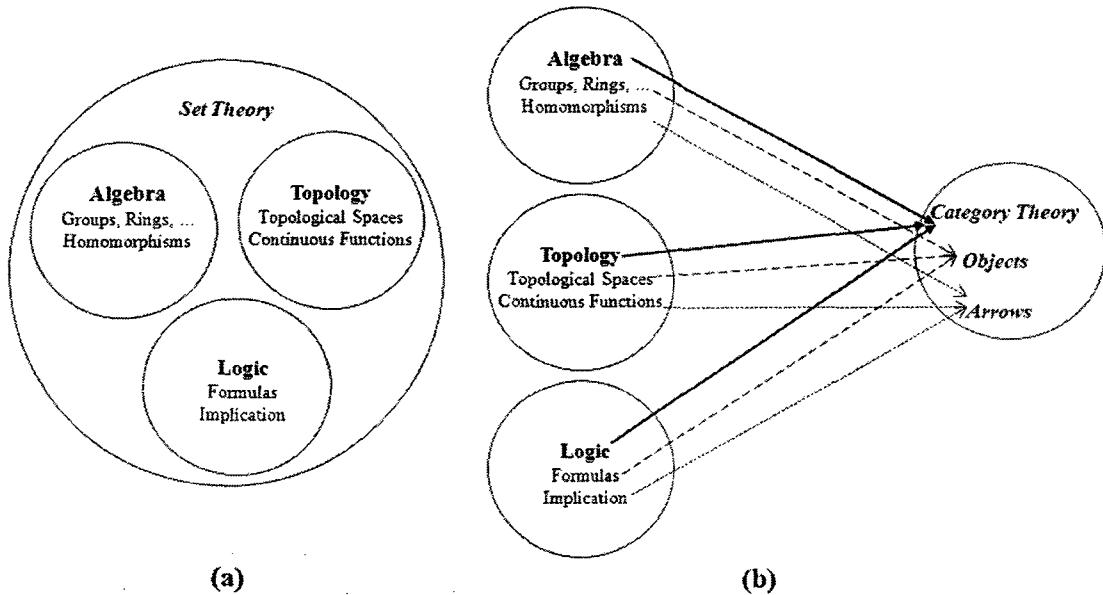 Set Theory
Algebra
Groups, Rings, ...
Homomorphisms
Topology
Topological Spaces
Continuous Functions
Logic
Formulas
Implication
(a)
Algebra
Groups, Rings, ...
Homomorphisms
Topology
Topological Spaces
Continuous Functions
Logic
Formulas
Implication
Category Theory
Objects
Arrows
(b)